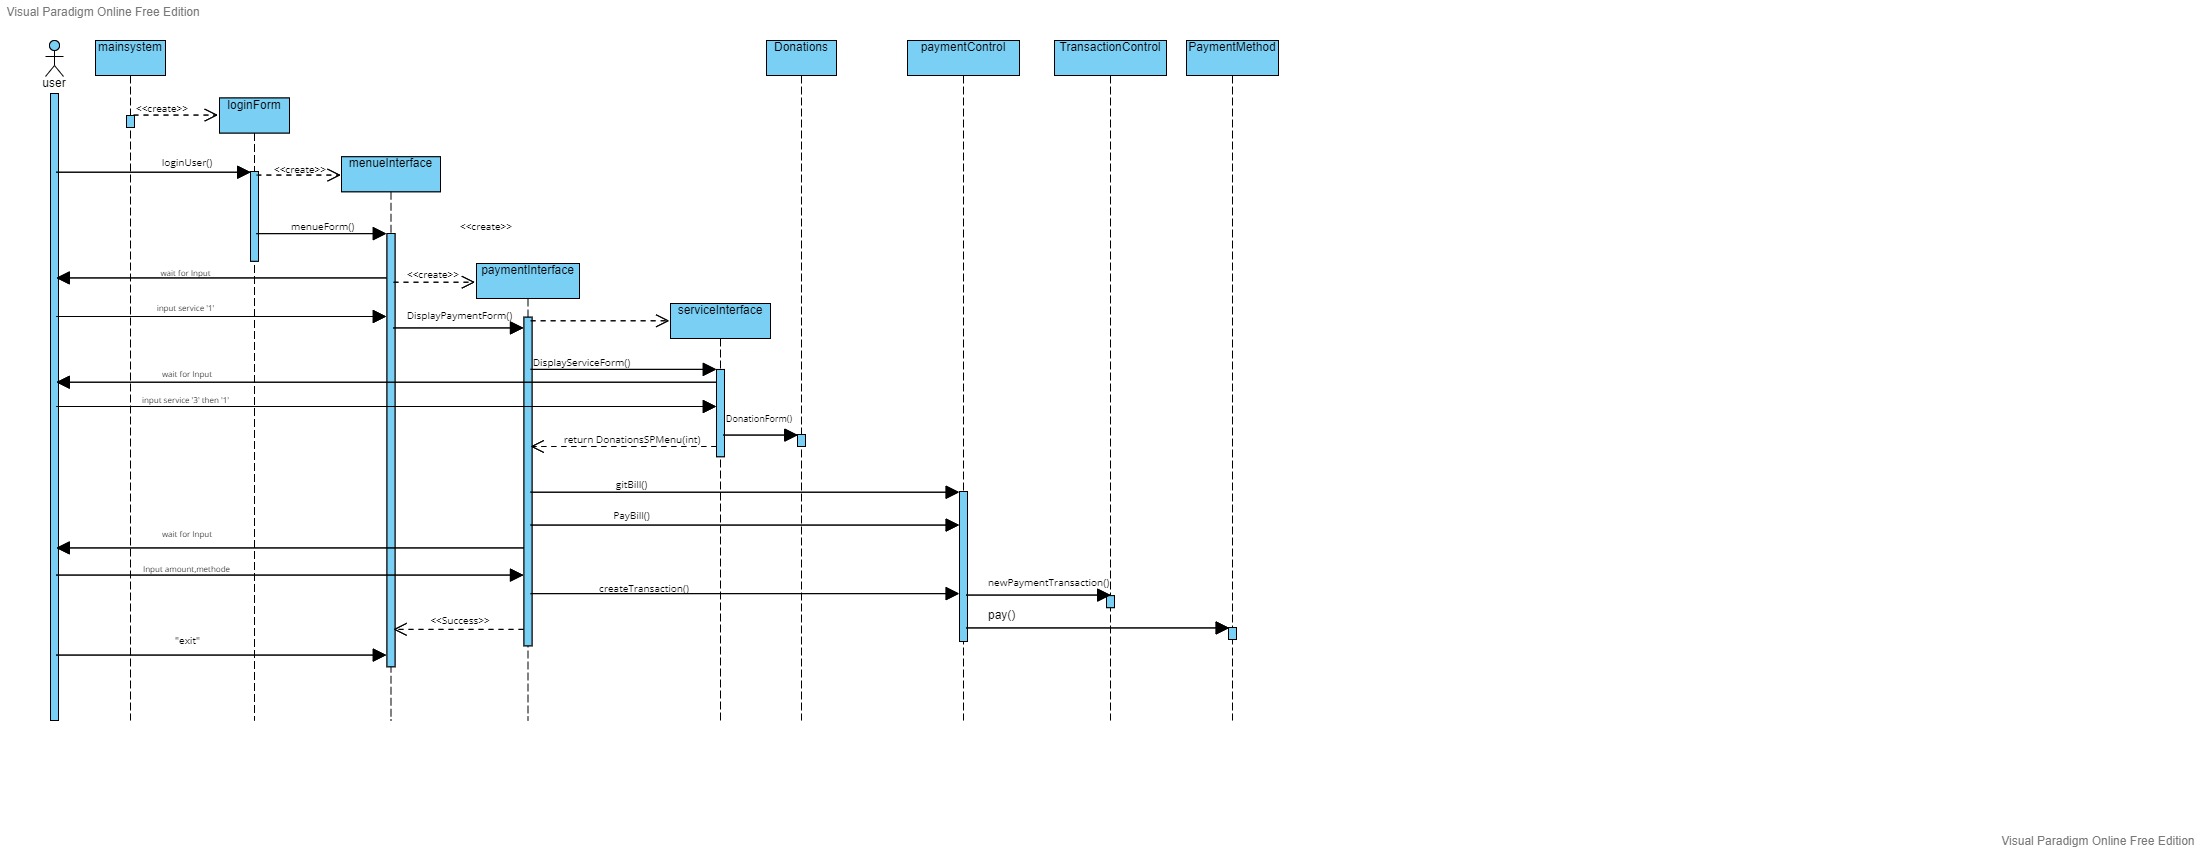 Visual Paradigm Online Free Edition
mainsystem
Donations
paymentControl
TransactionControl
PaymentMethod
user
<<create>>
loginForm
loginUser()
<<create>>
menueInterface
menueForm()
<<create>>
wait for Input
<<create>>
paymentInterface
input service '1'
DisplayPaymentForm()
serviceInterface
DisplayServiceForm()
wait for Input
input service '3' then '1'
DonationForm()
return DonationsSPMenu(int)
gitBill()
PayBill()
wait for Input
Input amount,methode
createTransaction()
newPaymentTransaction()
<<Success>>
pay()
"exit"
Visual Paradigm Online Free Edition